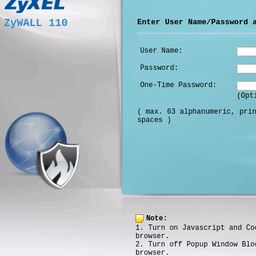 ZyXEL
ZyWALL 110
Enter User Name/Password a
User Name:
Password:
One-Time Password:
(Opti
( max. 63 alphanumeric, prin
spaces )
Note:
1. Turn on Javascript and Coo
browser.
2. Turn off Popup Window Bloc
browser.